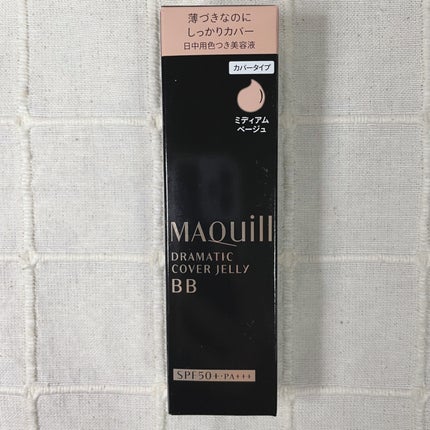 薄づきなのに
しっかりカバー
日中用色つき美容液
カバータイプ
ミディアム
ベージュ
MAQuill
DRAMATIC
COVER JELLY
BB
SPF50+・PA+++